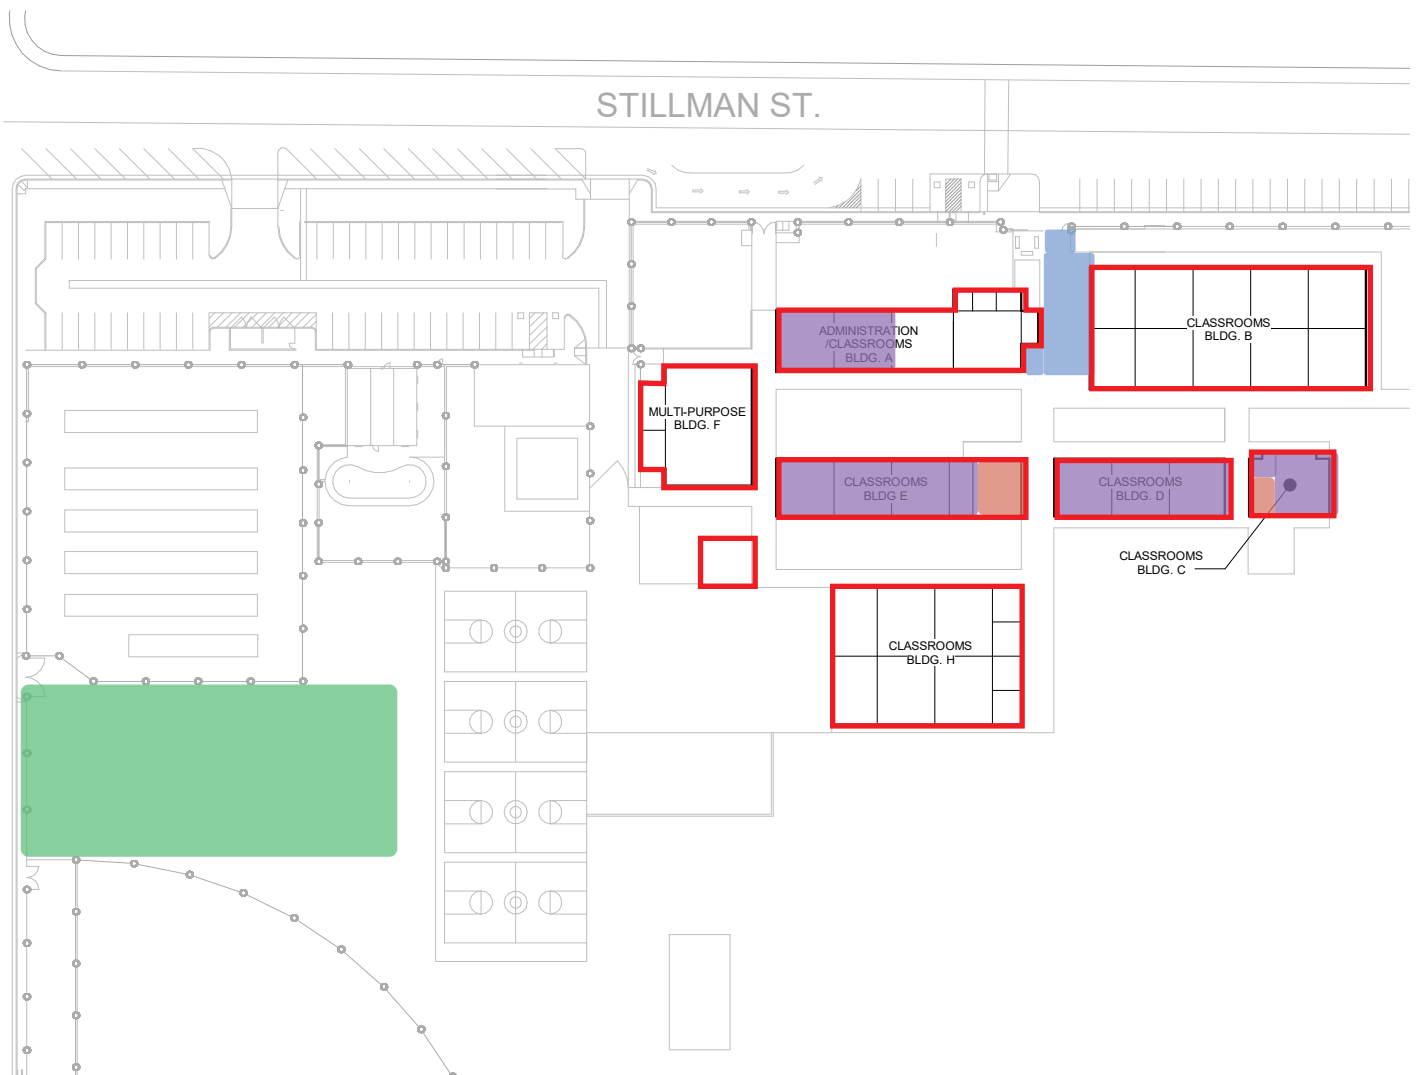 STILLMAN ST.
ADMINISTRATION
/CLASSROOMS
BLDG. A
CLASSROOMS
BLDG. B
MULTI-PURPOSE
BLDG. F
CLASSROOMS
BLDG E
CLASSROOMS
BLDG. D
CLASSROOMS
BLDG. C
CLASSROOMS
BLDG. H